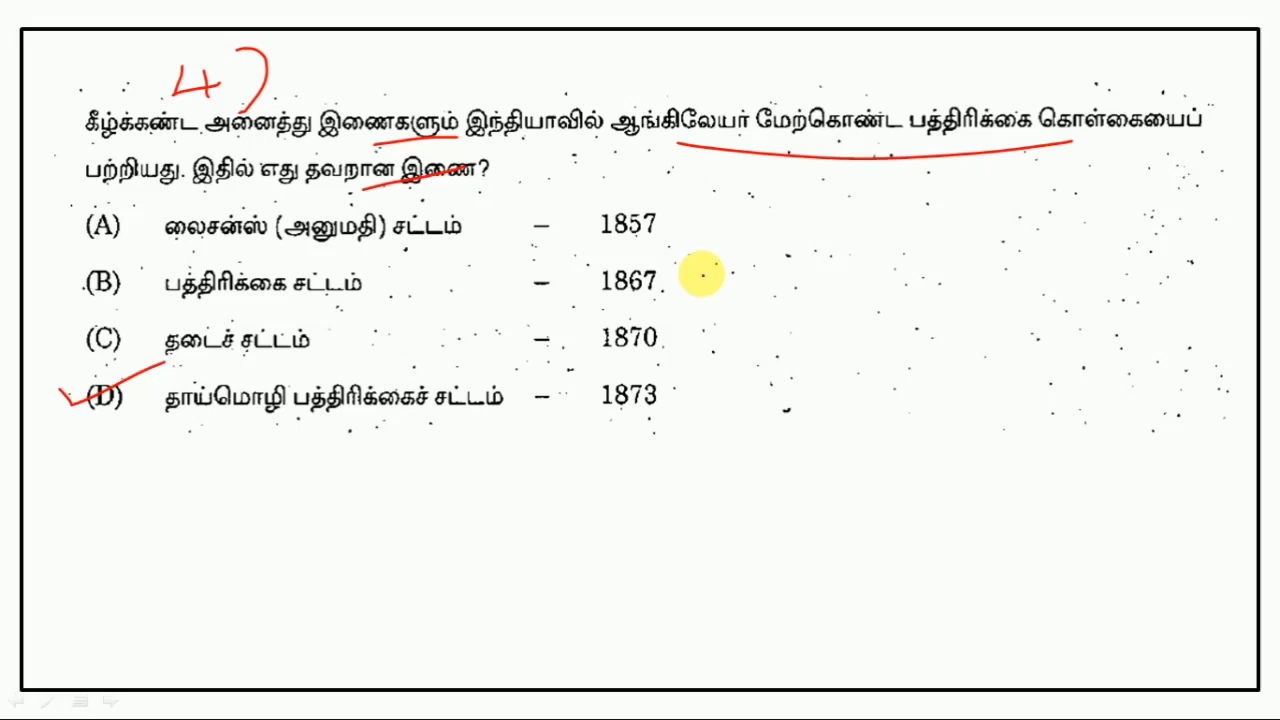 4)
கீழ்க்கண்ட அனைத்து இணைகளும் இந்தியாவில் ஆங்கிலேயர் மேற்கொண்ட பத்திரிக்கை கொள்கையைப்
பற்றியது. இதில் எது தவறான இணை?
(A) லைசன்ஸ் (அனுமதி) சட்டம் – 1857
(B) பத்திரிக்கை சட்டம் – 1867
(C) தடைச் சட்டம் – 1870
(D) தாய்மொழி பத்திரிக்கைச் சட்டம் – 1873